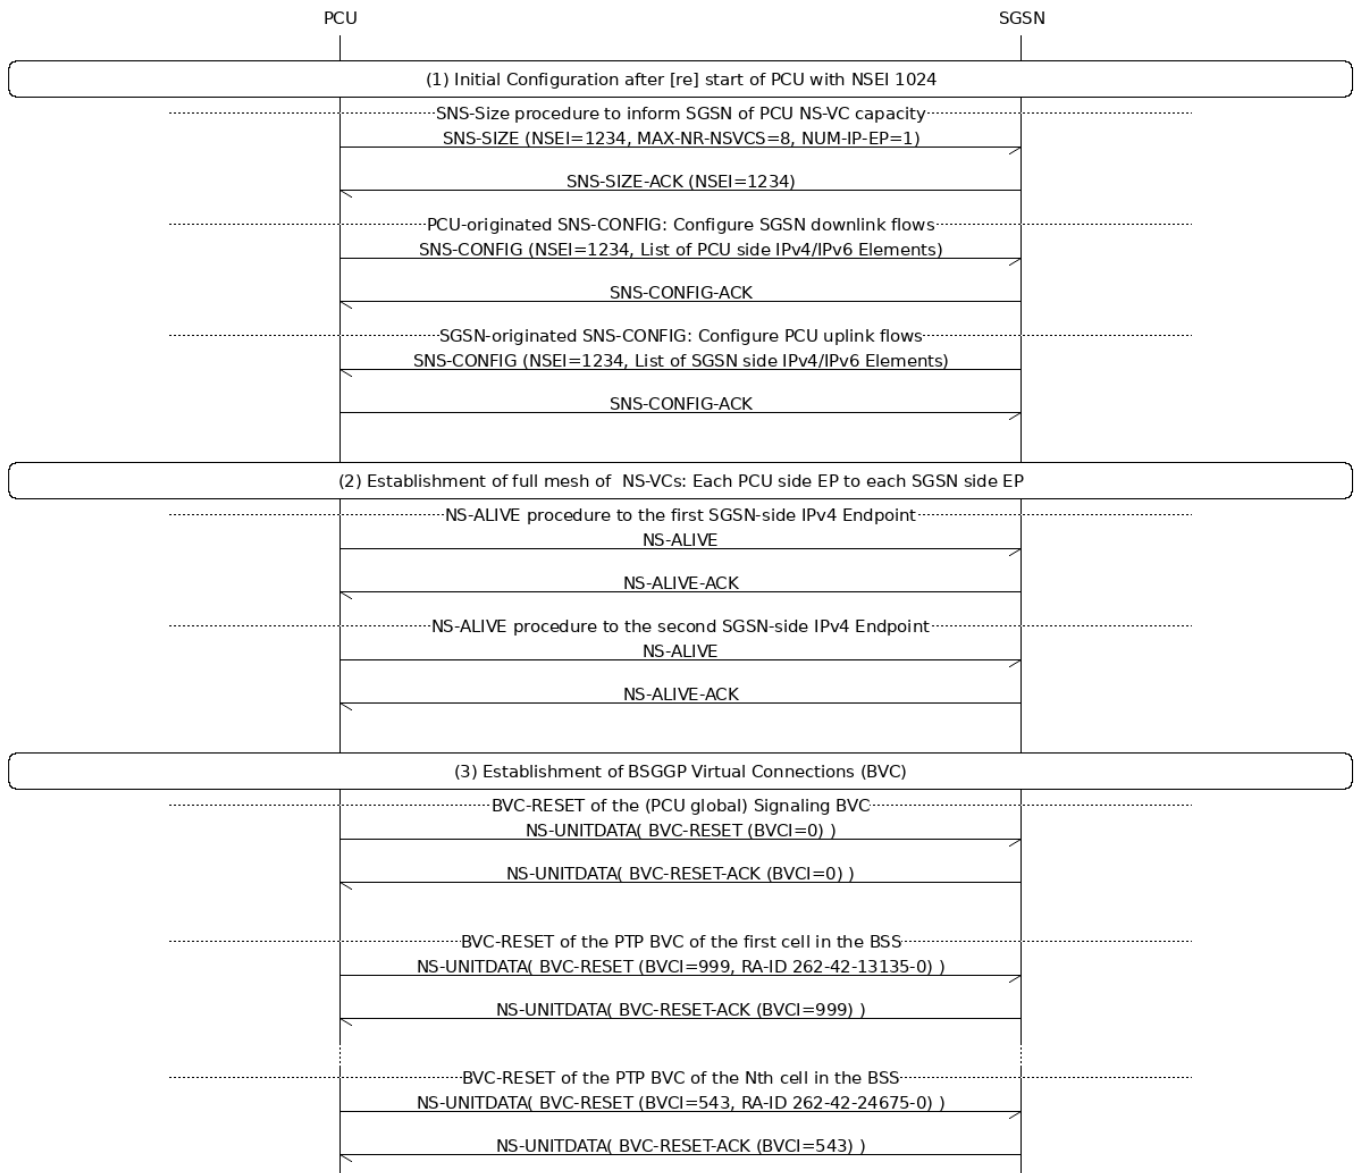 PCU
SGSN
(1) Initial Configuration after [re] start of PCU with NSEI 1024
SNS-Size procedure to inform SGSN of PCU NS-VC capacity
SNS-SIZE (NSEI=1234, MAX-NR-NSVCS=8, NUM-IP-EP=1)
SNS-SIZE-ACK (NSEI=1234)
PCU-originated SNS-CONFIG: Configure SGSN downlink flows
SNS-CONFIG (NSEI=1234, List of PCU side IPv4/IPv6 Elements)
SNS-CONFIG-ACK
SGSN-originated SNS-CONFIG: Configure PCU uplink flows
SNS-CONFIG (NSEI=1234, List of SGSN side IPv4/IPv6 Elements)
SNS-CONFIG-ACK
(2) Establishment of full mesh of  NS-VCs: Each PCU side EP to each SGSN side EP
NS-ALIVE procedure to the first SGSN-side IPv4 Endpoint
NS-ALIVE
NS-ALIVE-ACK
NS-ALIVE procedure to the second SGSN-side IPv4 Endpoint
NS-ALIVE
NS-ALIVE-ACK
(3) Establishment of BSGGP Virtual Connections (BVC)
BVC-RESET of the (PCU global) Signaling BVC
NS-UNITDATA( BVC-RESET (BVCI=0) )
NS-UNITDATA( BVC-RESET-ACK (BVCI=0) )
BVC-RESET of the PTP BVC of the first cell in the BSS
NS-UNITDATA( BVC-RESET (BVCI=999, RA-ID 262-42-13135-0) )
NS-UNITDATA( BVC-RESET-ACK (BVCI=999) )
BVC-RESET of the PTP BVC of the Nth cell in the BSS
NS-UNITDATA( BVC-RESET (BVCI=543, RA-ID 262-42-24675-0) )
NS-UNITDATA( BVC-RESET-ACK (BVCI=543) )